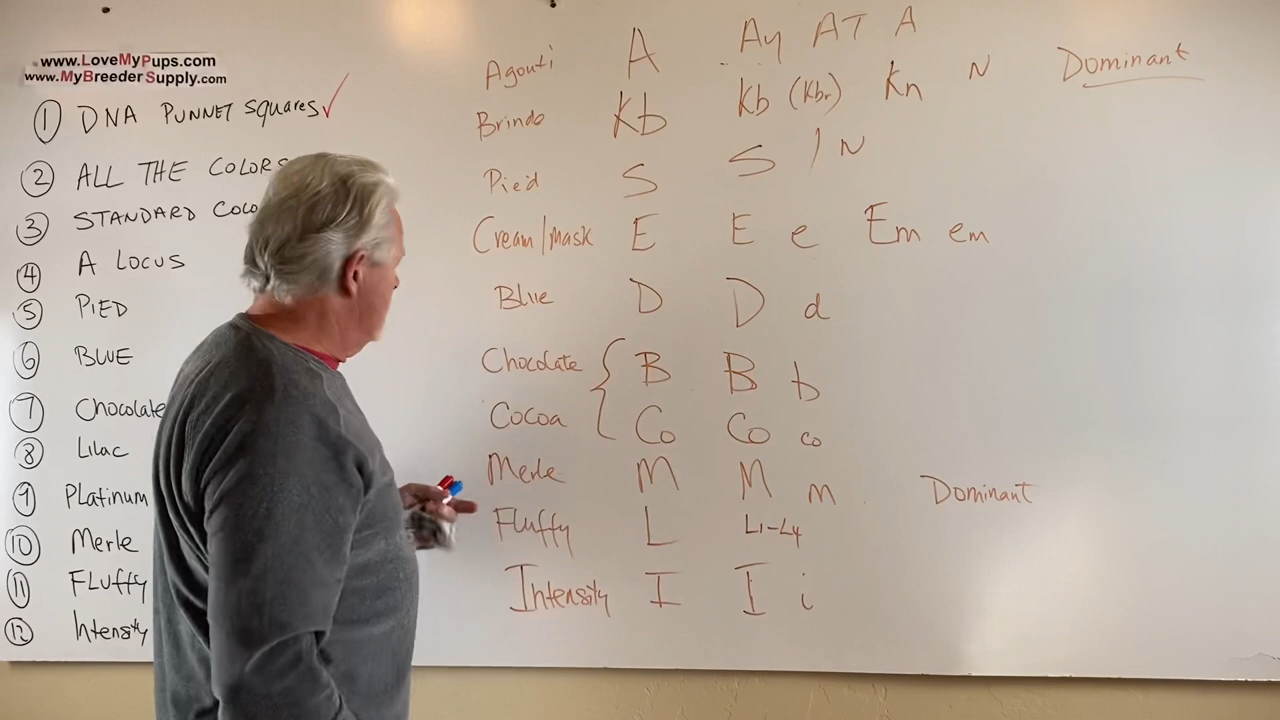 www.LoveMyPups.com
www.MyBreederSupply.com
1 DNA PUNNET Squares ✓
2 ALL THE COLORS
3 STANDARD COLO
4 A LOCUS
5 PIED
6 BLUE
7 Chocolate
8 Lilac
9 Platinum
10 Merle
11 FLuffy
12 Intensity
Agouti A Ay AT A
Brindo Kb Kb (Kbr) Kn N Dominant
Pied S S / N
Cream/Mask E E e Em em
Blue D D d
Chocolate B B b
Cocoa Co Co co
Merle M M m Dominant
Fluffy L L1-L4
Intensity I I i